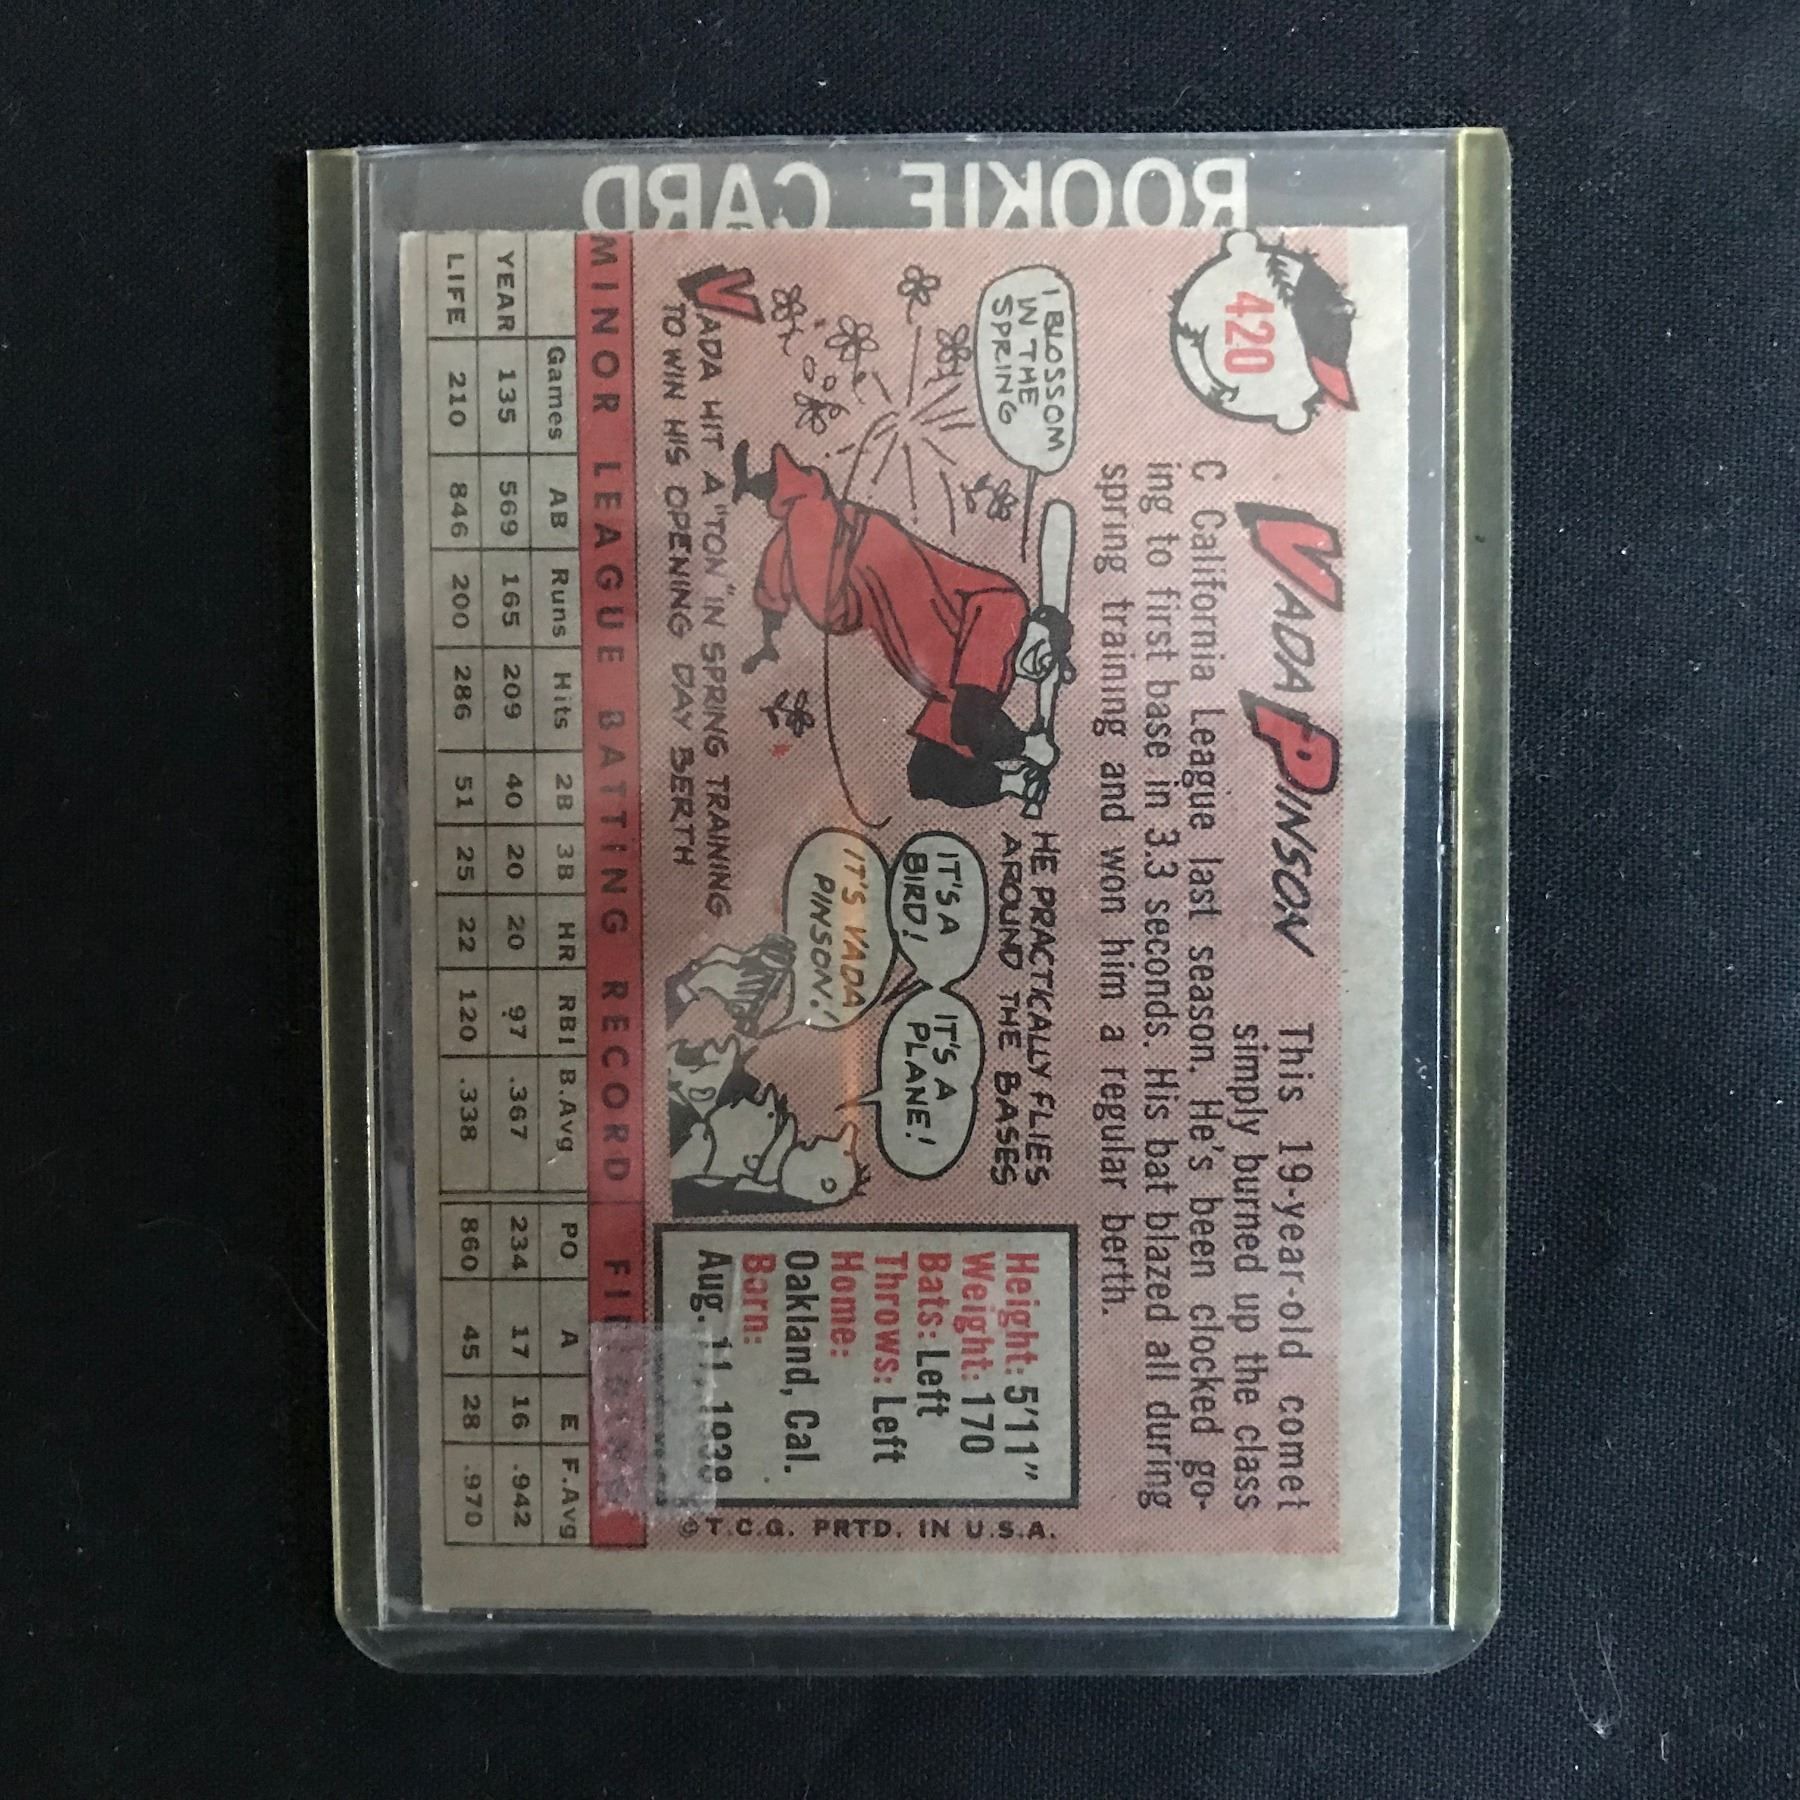 ROOKIE CARD
420
VADA PINSON
This 19-year-old comet
simply burned up the class
C California League last season. He's been clocked go-
ing to first base in 3.3 seconds. His bat blazed all during
spring training and won him a regular berth.
I BLOSSOM
IN THE
SPRING
HE PRACTICALLY FLIES
AROUND THE BASES
IT'S A
BIRD!
IT'S A
PLANE!
IT'S VADA
PINSON!
VADA HIT A "TON" IN SPRING TRAINING
TO WIN HIS OPENING DAY BERTH
Height: 5'11"
Weight: 170
Bats: Left
Throws: Left
Home:
Oakland, Cal.
Born:
Aug. 11, 1938
© T.C.G. PRTD. IN U.S.A.
MINOR LEAGUE BATTING RECORD
Games AB Runs Hits 2B 3B HR RBI B.Avg PO A E F.Avg
YEAR 135 569 165 209 40 20 20 97 .367 234 17 16 .942
LIFE 210 846 200 286 51 25 22 120 .338 860 45 28 .970